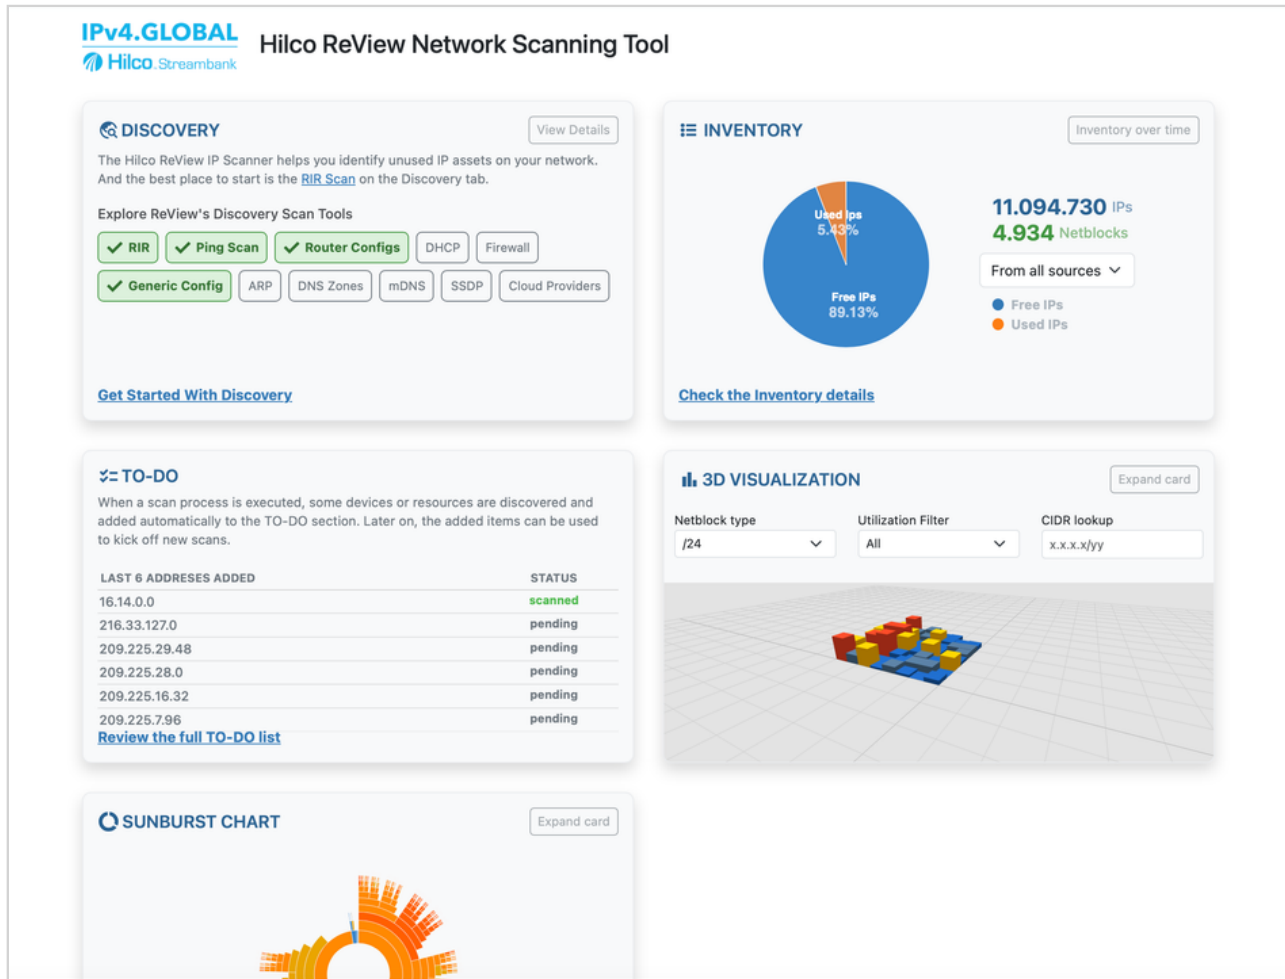 IPv4.GLOBAL
Hilco Streambank
Hilco ReView Network Scanning Tool
DISCOVERY
View Details
The Hilco ReView IP Scanner helps you identify unused IP assets on your network.
And the best place to start is the RIR Scan on the Discovery tab.
Explore ReView's Discovery Scan Tools
RIR Ping Scan Router Configs DHCP Firewall
Generic Config ARP DNS Zones mDNS SSDP Cloud Providers
Get Started With Discovery
INVENTORY
Inventory over time
Used Ips
5.43%
Free IPs
89.13%
11.094.730 IPs
4.934 Netblocks
From all sources
Free IPs
Used IPs
Check the Inventory details
TO-DO
When a scan process is executed, some devices or resources are discovered and
added automatically to the TO-DO section. Later on, the added items can be used
to kick off new scans.
LAST 6 ADDRESES ADDED STATUS
16.14.0.0 scanned
216.33.127.0 pending
209.225.29.48 pending
209.225.28.0 pending
209.225.16.32 pending
209.225.7.96 pending
Review the full TO-DO list
3D VISUALIZATION
Expand card
Netblock type Utilization Filter CIDR lookup
/24 All x.x.x.x/yy
SUNBURST CHART
Expand card